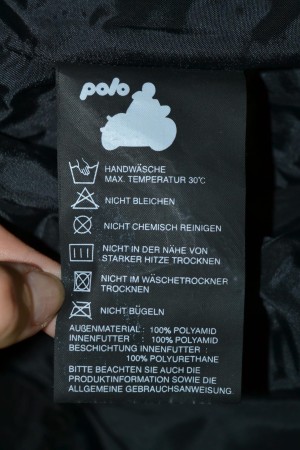 polo
HANDWÄSCHE
MAX. TEMPERATUR 30°C
NICHT BLEICHEN
NICHT CHEMISCH REINIGEN
NICHT IN DER NÄHE VON
STARKER HITZE TROCKNEN
NICHT IM WÄSCHETROCKNER
TROCKNEN
NICHT BÜGELN
AUßENMATERIAL: 100% POLYAMID
INNENFUTTER : 100% POLYAMID
BESCHICHTUNG INNENFUTTER:
100% POLYURETHANE
BITTE BEACHTEN SIE AUCH DIE
PRODUKTINFORMATION SOWIE DIE
ALLGEMEINE GEBRAUCHSANWEISUNG.